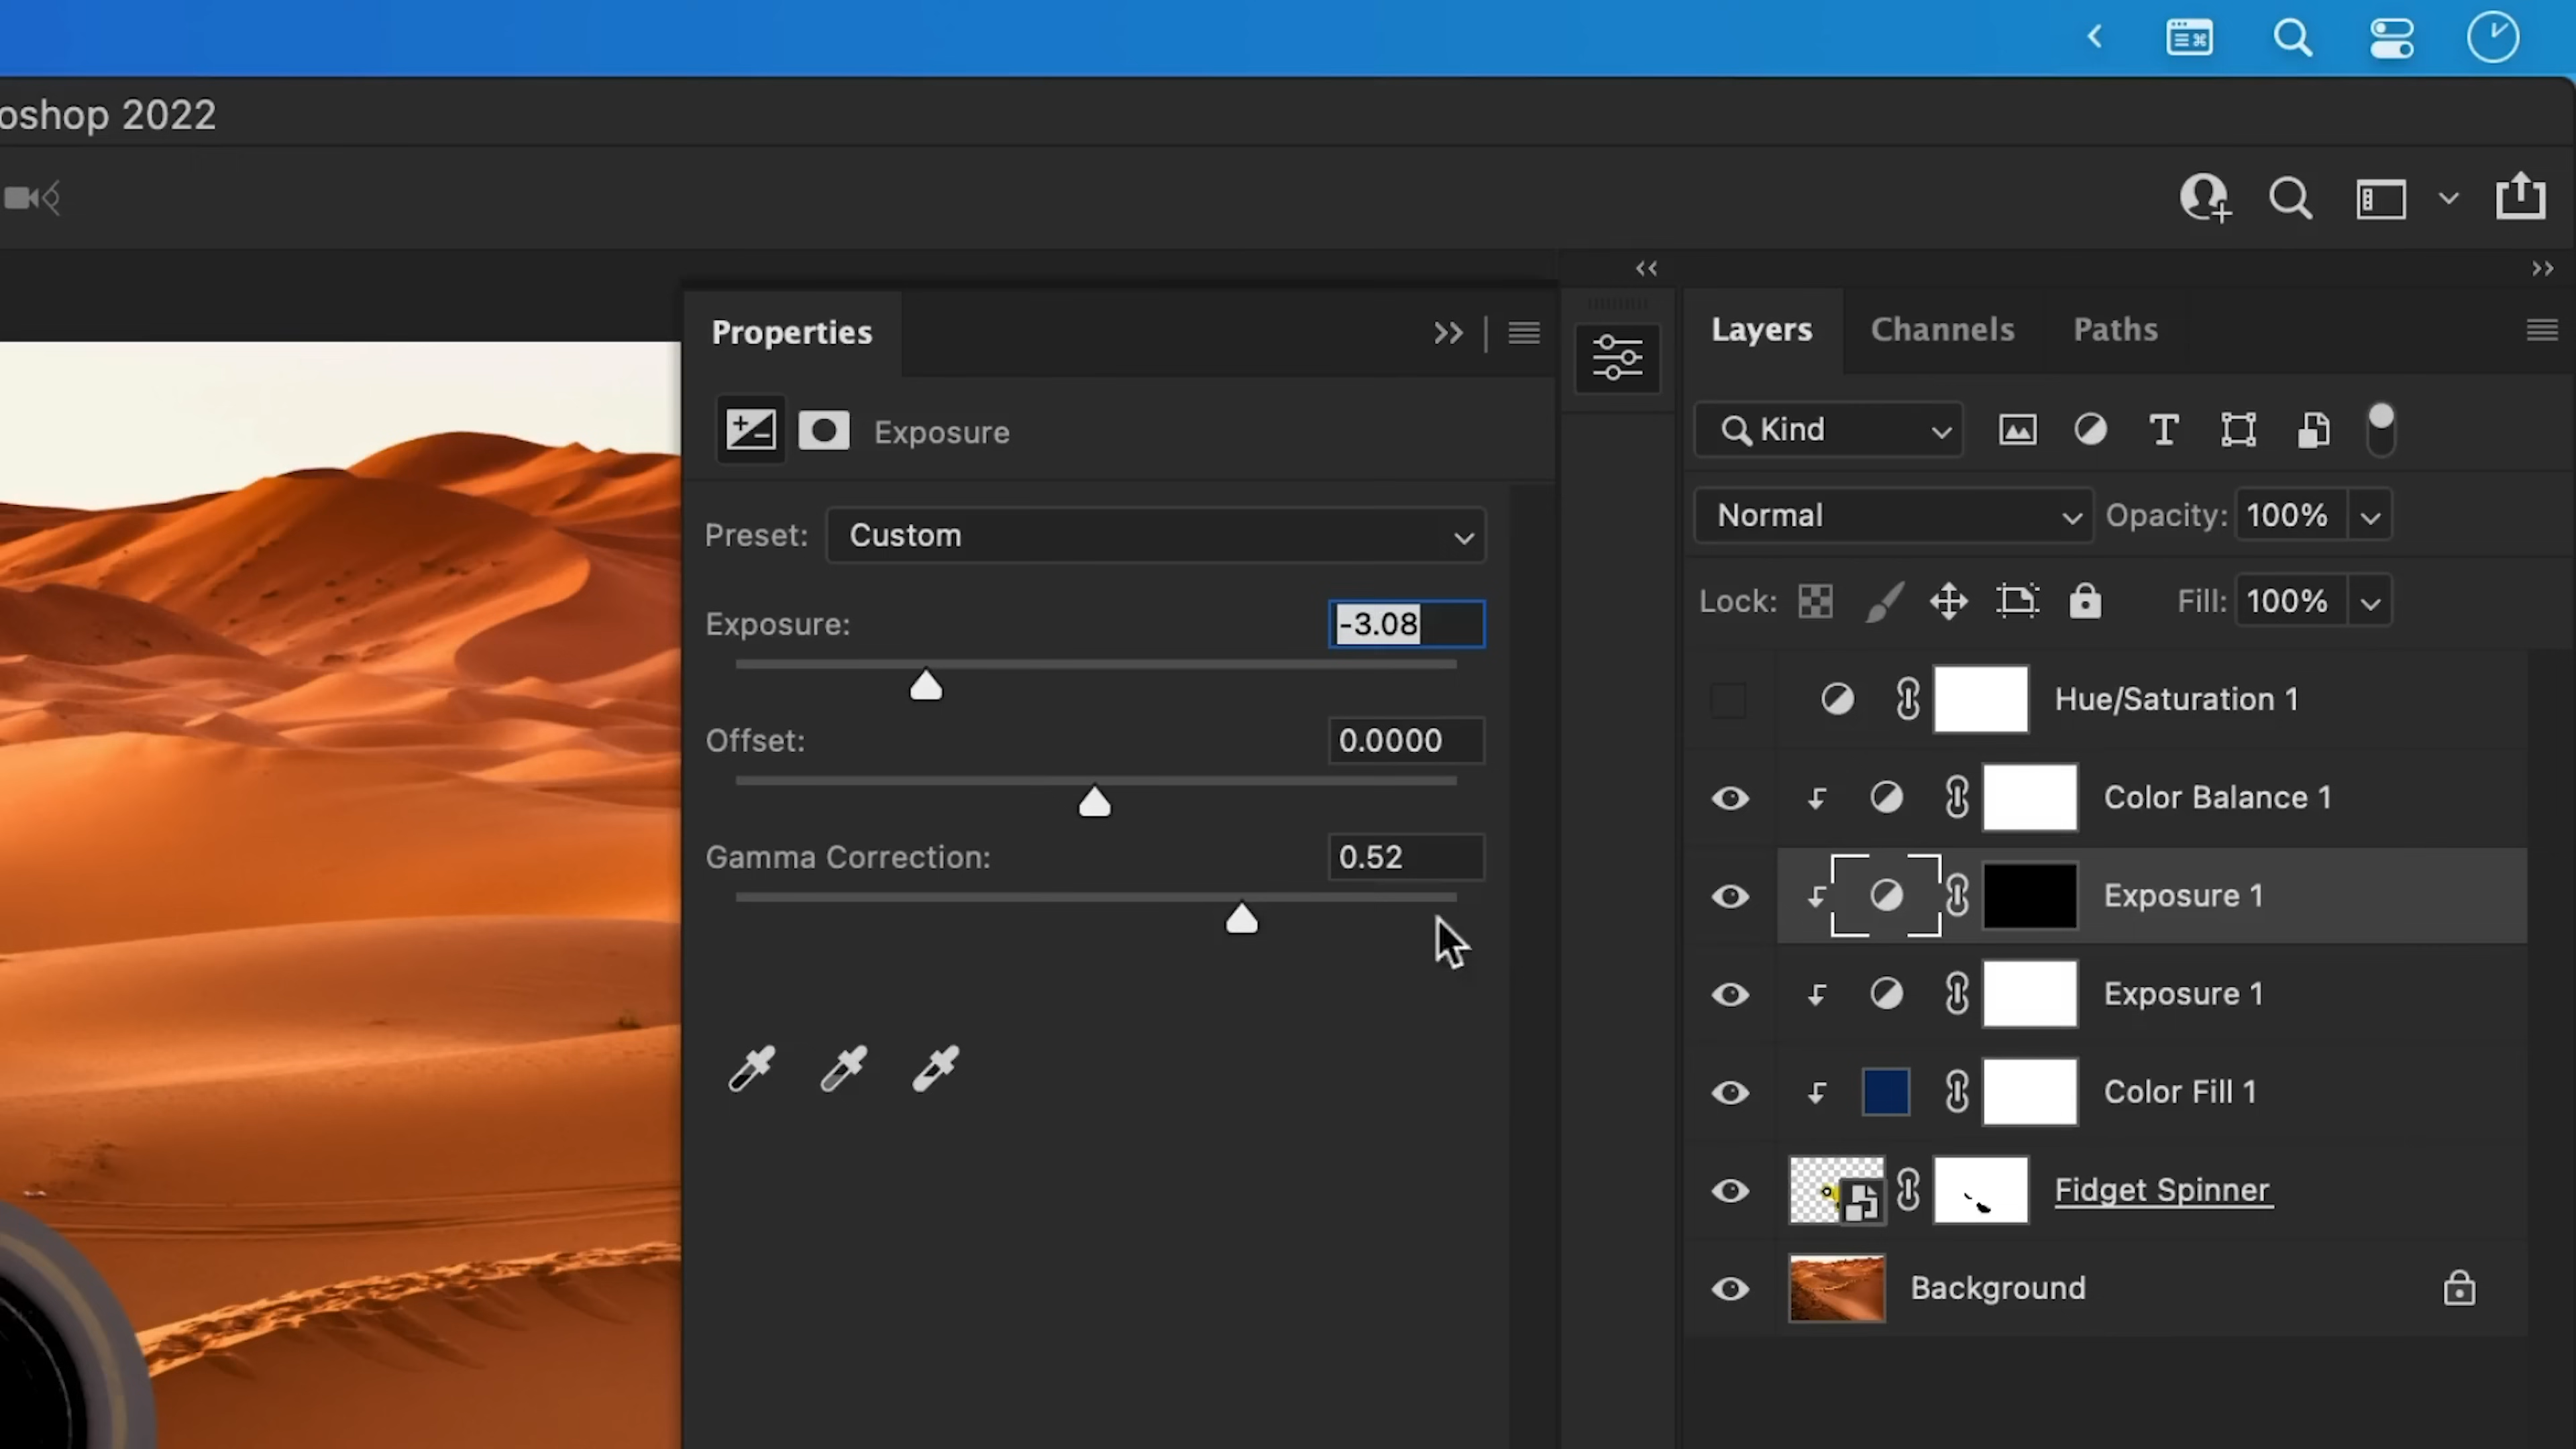 oshop 2022
Properties
Exposure
Preset: Custom
Exposure: -3.08
Offset: 0.0000
Gamma Correction: 0.52
Layers Channels Paths
Kind
Normal Opacity: 100%
Lock: Fill: 100%
Hue/Saturation 1
Color Balance 1
Exposure 1
Exposure 1
Color Fill 1
Fidget Spinner
Background